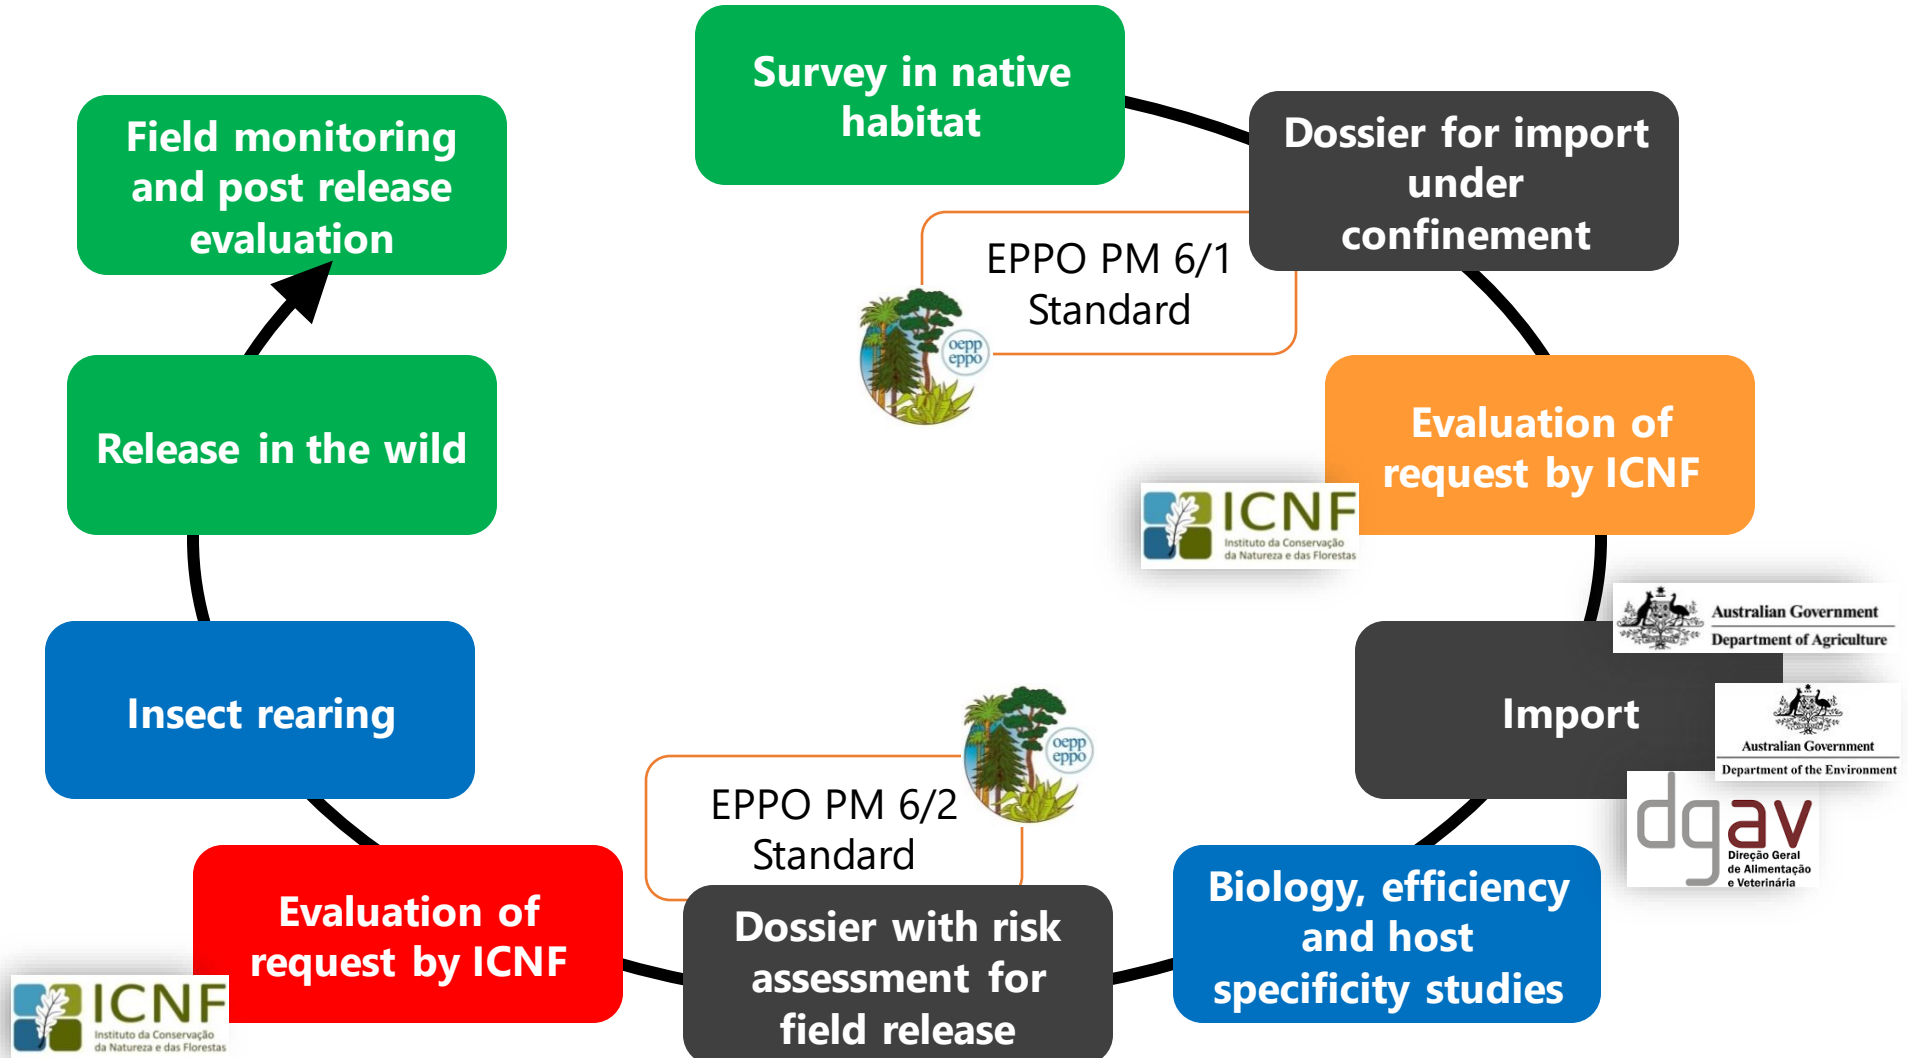 Survey in native
habitat
Dossier for import
under
confinement
EPPO PM 6/1
Standard
oepp
eppo
Evaluation of
request by ICNF
ICNF
Instituto da Conservação
da Natureza e das Florestas
Import
Australian Government
Department of Agriculture
Australian Government
Department of the Environment
dgav
Direção Geral
de Alimentação
e Veterinária
Biology, efficiency
and host
specificity studies
Dossier with risk
assessment for
field release
EPPO PM 6/2
Standard
oepp
eppo
Evaluation of
request by ICNF
ICNF
Instituto da Conservação
da Natureza e das Florestas
Insect rearing
Release in the wild
Field monitoring
and post release
evaluation